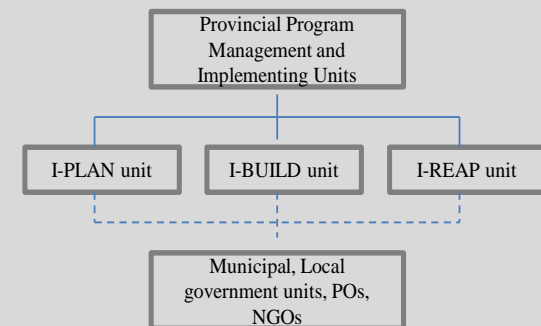 Provincial Program
Management and
Implementing Units
I-PLAN unit
I-BUILD unit
I-REAP unit
Municipal, Local
government units, POs,
NGOs